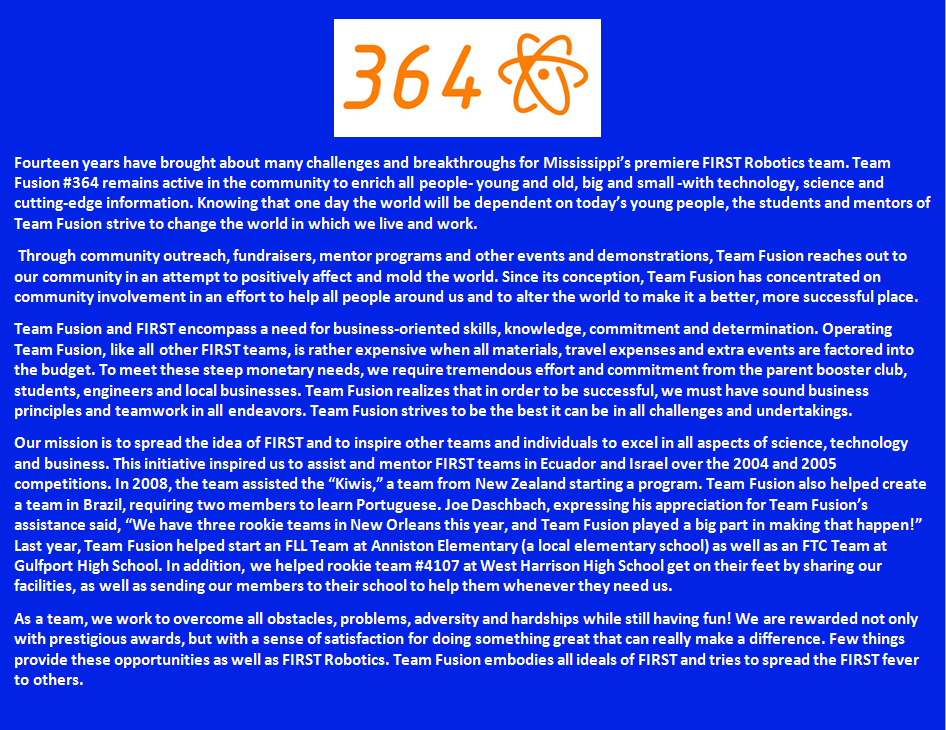 364
Fourteen years have brought about many challenges and breakthroughs for Mississippi’s premiere FIRST Robotics team. Team
Fusion #364 remains active in the community to enrich all people- young and old, big and small -with technology, science and
cutting-edge information. Knowing that one day the world will be dependent on today’s young people, the students and mentors of
Team Fusion strive to change the world in which we live and work.
Through community outreach, fundraisers, mentor programs and other events and demonstrations, Team Fusion reaches out to
our community in an attempt to positively affect and mold the world. Since its conception, Team Fusion has concentrated on
community involvement in an effort to help all people around us and to alter the world to make it a better, more successful place.
Team Fusion and FIRST encompass a need for business-oriented skills, knowledge, commitment and determination. Operating
Team Fusion, like all other FIRST teams, is rather expensive when all materials, travel expenses and extra events are factored into
the budget. To meet these steep monetary needs, we require tremendous effort and commitment from the parent booster club,
students, engineers and local businesses. Team Fusion realizes that in order to be successful, we must have sound business
principles and teamwork in all endeavors. Team Fusion strives to be the best it can be in all challenges and undertakings.
Our mission is to spread the idea of FIRST and to inspire other teams and individuals to excel in all aspects of science, technology
and business. This initiative inspired us to assist and mentor FIRST teams in Ecuador and Israel over the 2004 and 2005
competitions. In 2008, the team assisted the “Kiwis,” a team from New Zealand starting a program. Team Fusion also helped create
a team in Brazil, requiring two members to learn Portuguese. Joe Daschbach, expressing his appreciation for Team Fusion’s
assistance said, “We have three rookie teams in New Orleans this year, and Team Fusion played a big part in making that happen!”
Last year, Team Fusion helped start an FLL Team at Anniston Elementary (a local elementary school) as well as an FTC Team at
Gulfport High School. In addition, we helped rookie team #4107 at West Harrison High School get on their feet by sharing our
facilities, as well as sending our members to their school to help them whenever they need us.
As a team, we work to overcome all obstacles, problems, adversity and hardships while still having fun! We are rewarded not only
with prestigious awards, but with a sense of satisfaction for doing something great that can really make a difference. Few things
provide these opportunities as well as FIRST Robotics. Team Fusion embodies all ideals of FIRST and tries to spread the FIRST fever
to others.